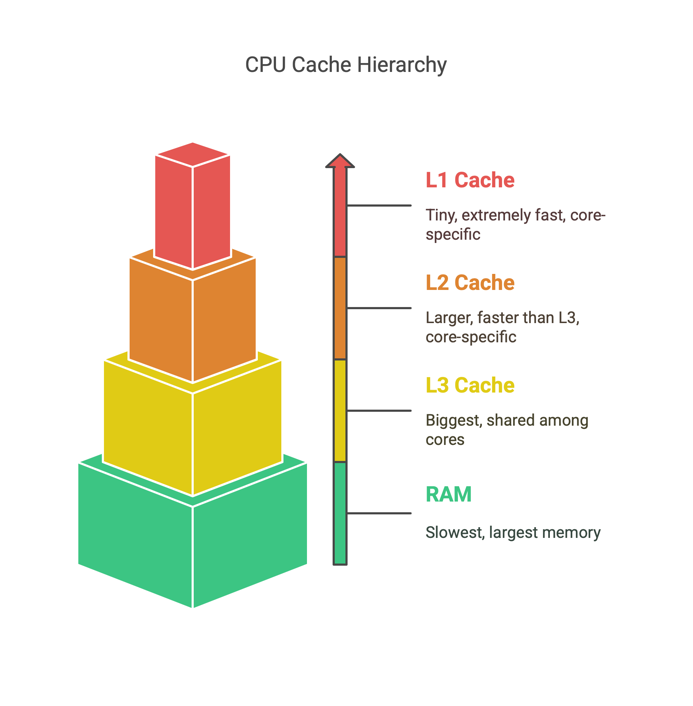 CPU Cache Hierarchy
L1 Cache
Tiny, extremely fast, core-
specific
L2 Cache
Larger, faster than L3,
core-specific
L3 Cache
Biggest, shared among
cores
RAM
Slowest, largest memory